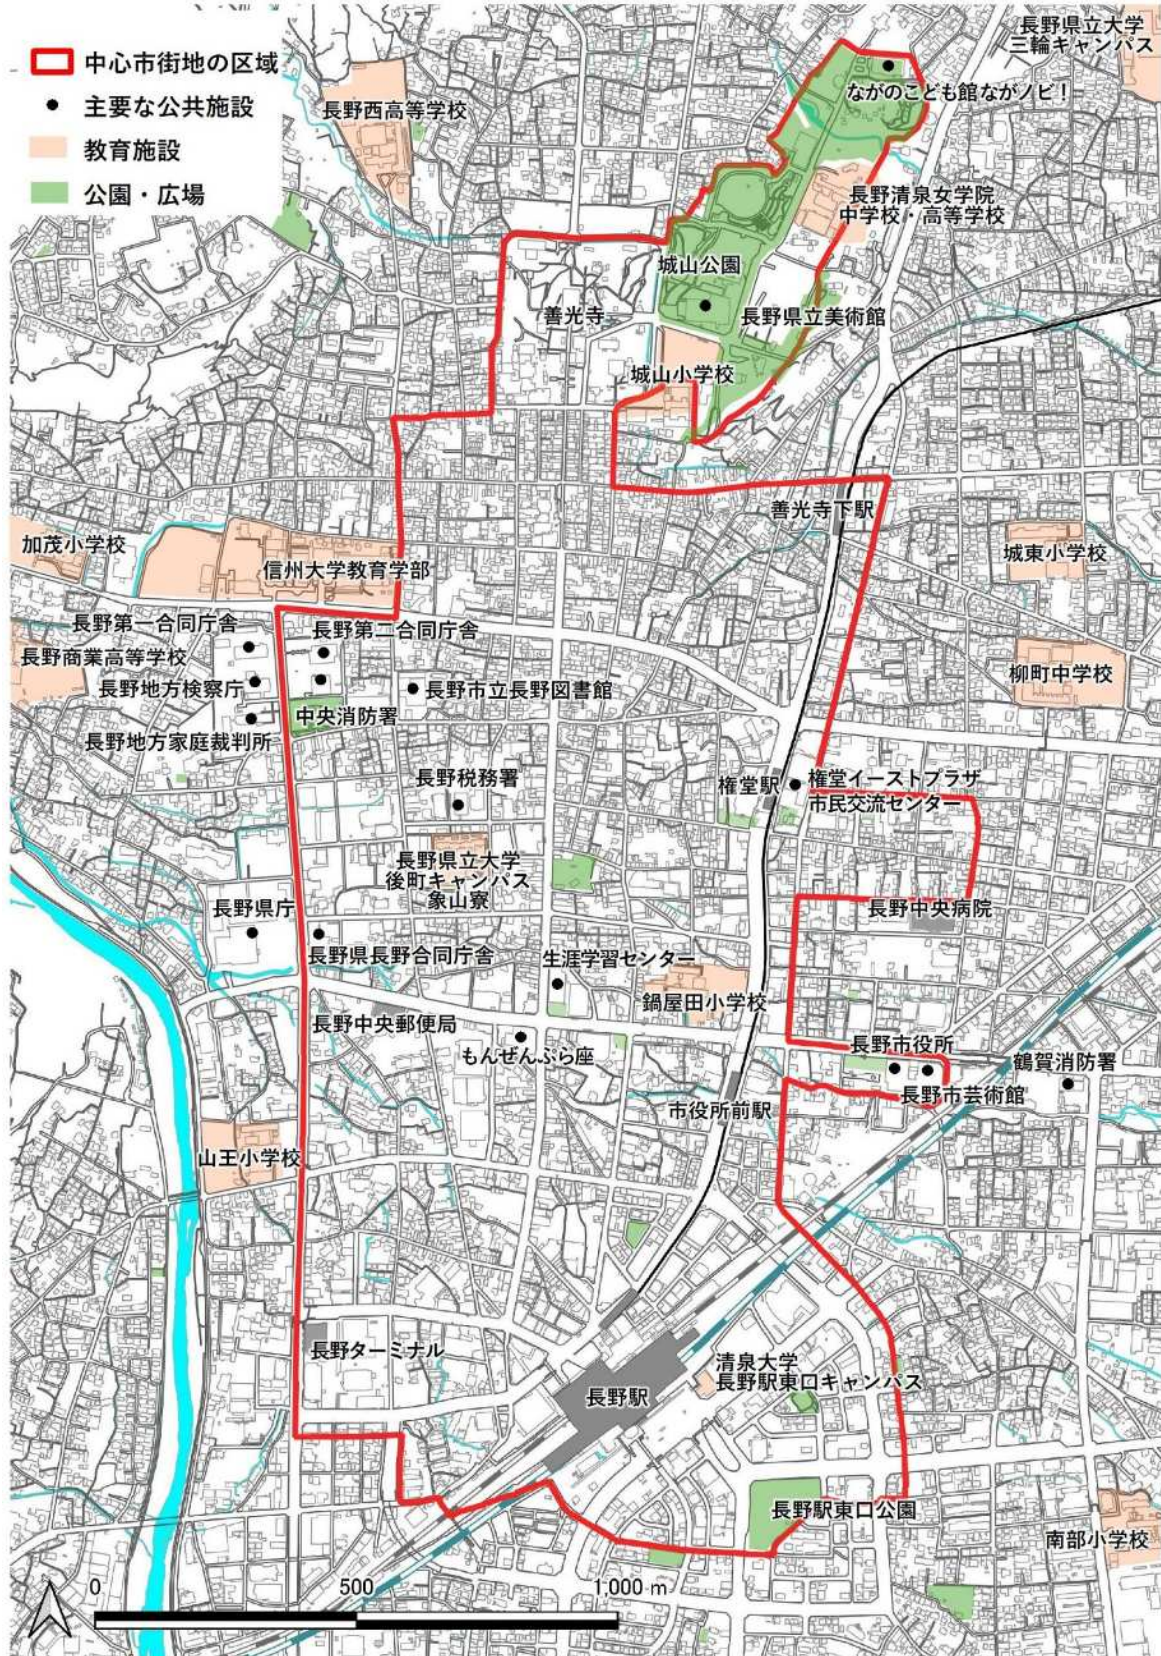 中心市街地の区域
主要な公共施設
教育施設
公園・広場
長野県立大学
三輪キャンパス
ながのこども館ながノビ！
長野西高等学校
長野清泉女学院
中学校・高等学校
城山公園
善光寺
長野県立美術館
城山小学校
善光寺下駅
加茂小学校
信州大学教育学部
城東小学校
長野第一合同庁舎
長野第二合同庁舎
長野商業高等学校
長野地方検察庁
長野市立長野図書館
柳町中学校
中央消防署
長野地方家庭裁判所
長野税務署
権堂駅
権堂イーストプラザ
市民交流センター
長野県立大学
後町キャンパス
象山寮
長野県庁
長野中央病院
長野県長野合同庁舎
生涯学習センター
鍋屋田小学校
長野中央郵便局
もんぜんぷら座
長野市役所
鶴賀消防署
長野市芸術館
市役所前駅
山王小学校
長野ターミナル
清泉大学
長野駅東口キャンパス
長野駅
長野駅東口公園
南部小学校
0 500 1,000 m